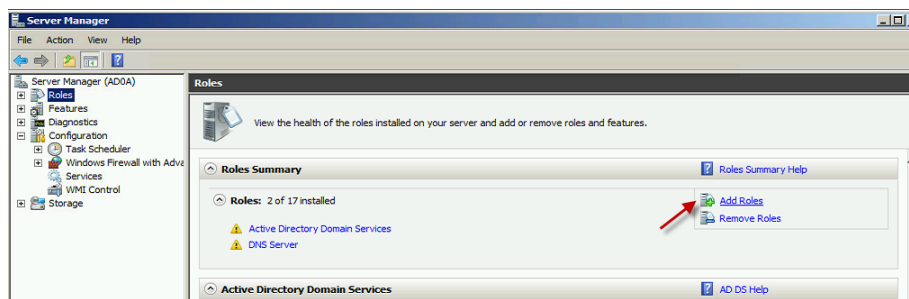 Server Manager
File Action View Help
Server Manager (AD0A)
Roles
Features
Diagnostics
Configuration
Task Scheduler
Windows Firewall with Adva
Services
WMI Control
Storage
Roles
View the health of the roles installed on your server and add or remove roles and features.
Roles Summary
Roles Summary Help
Roles: 2 of 17 installed
Active Directory Domain Services
DNS Server
Add Roles
Remove Roles
Active Directory Domain Services
AD DS Help